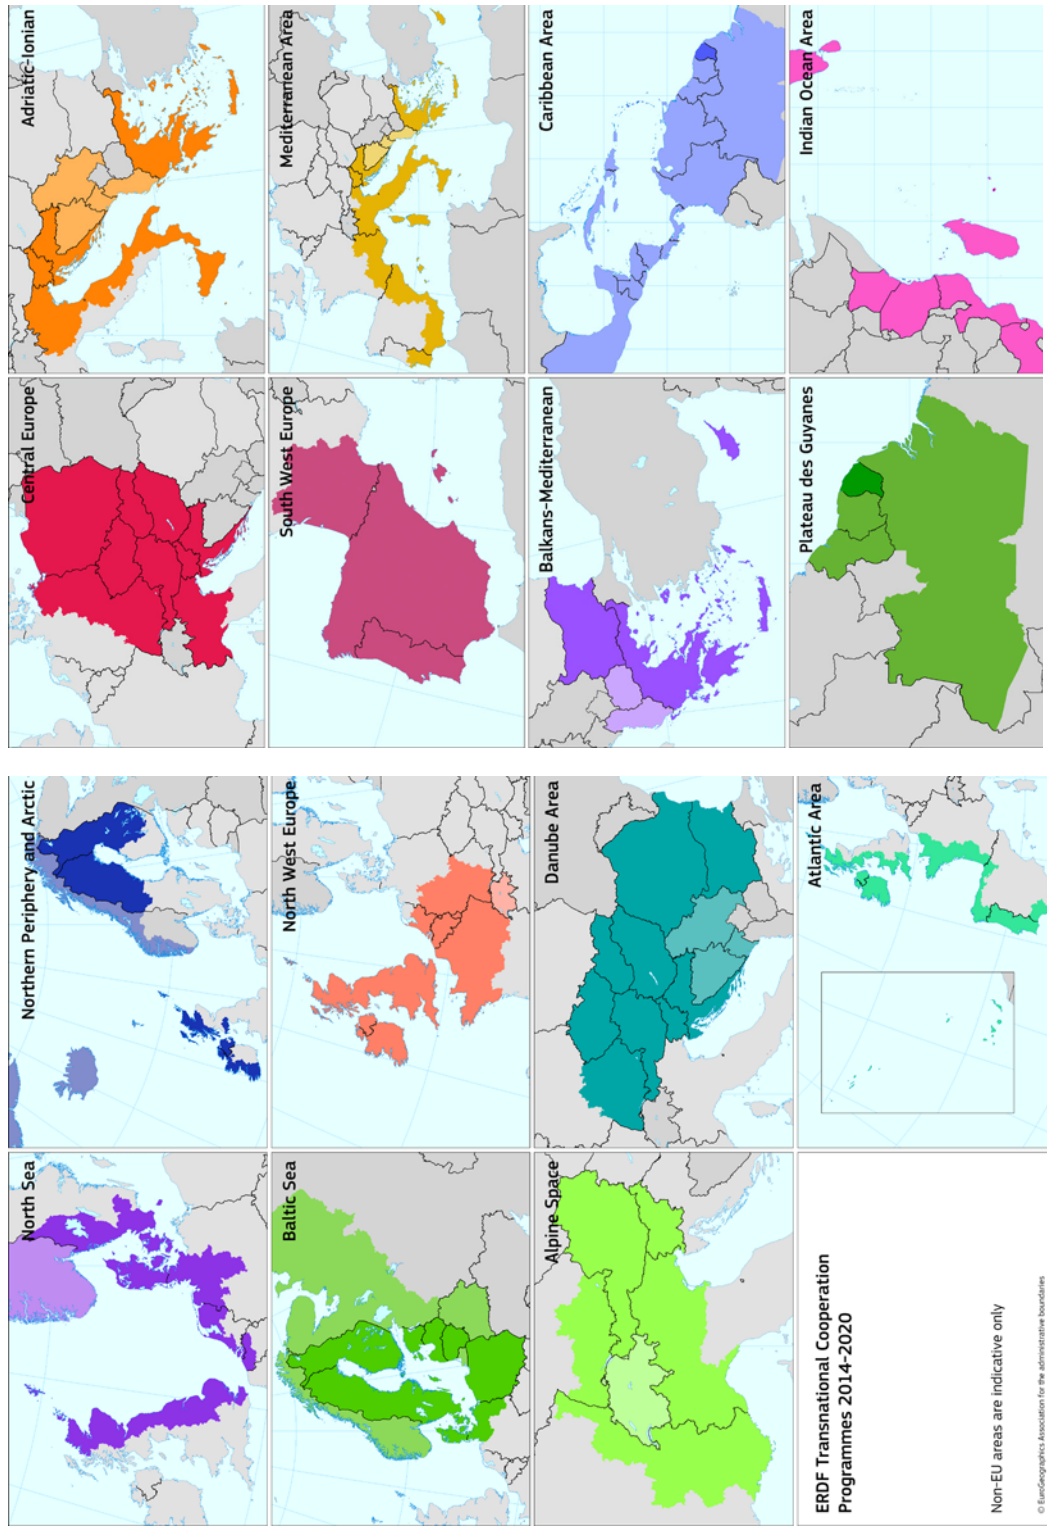 North Sea
Northern Periphery and Arctic
Central Europe
Adriatic-Ionian
Baltic Sea
North West Europe
South West Europe
Mediterranean Area
Alpine Space
Danube Area
Balkans-Mediterranean
Caribbean Area
ERDF Transnational Cooperation
Programmes 2014-2020
Non-EU areas are indicative only
© EuroGeographics Association for the administrative boundaries
Atlantic Area
Plateau des Guyanes
Indian Ocean Area